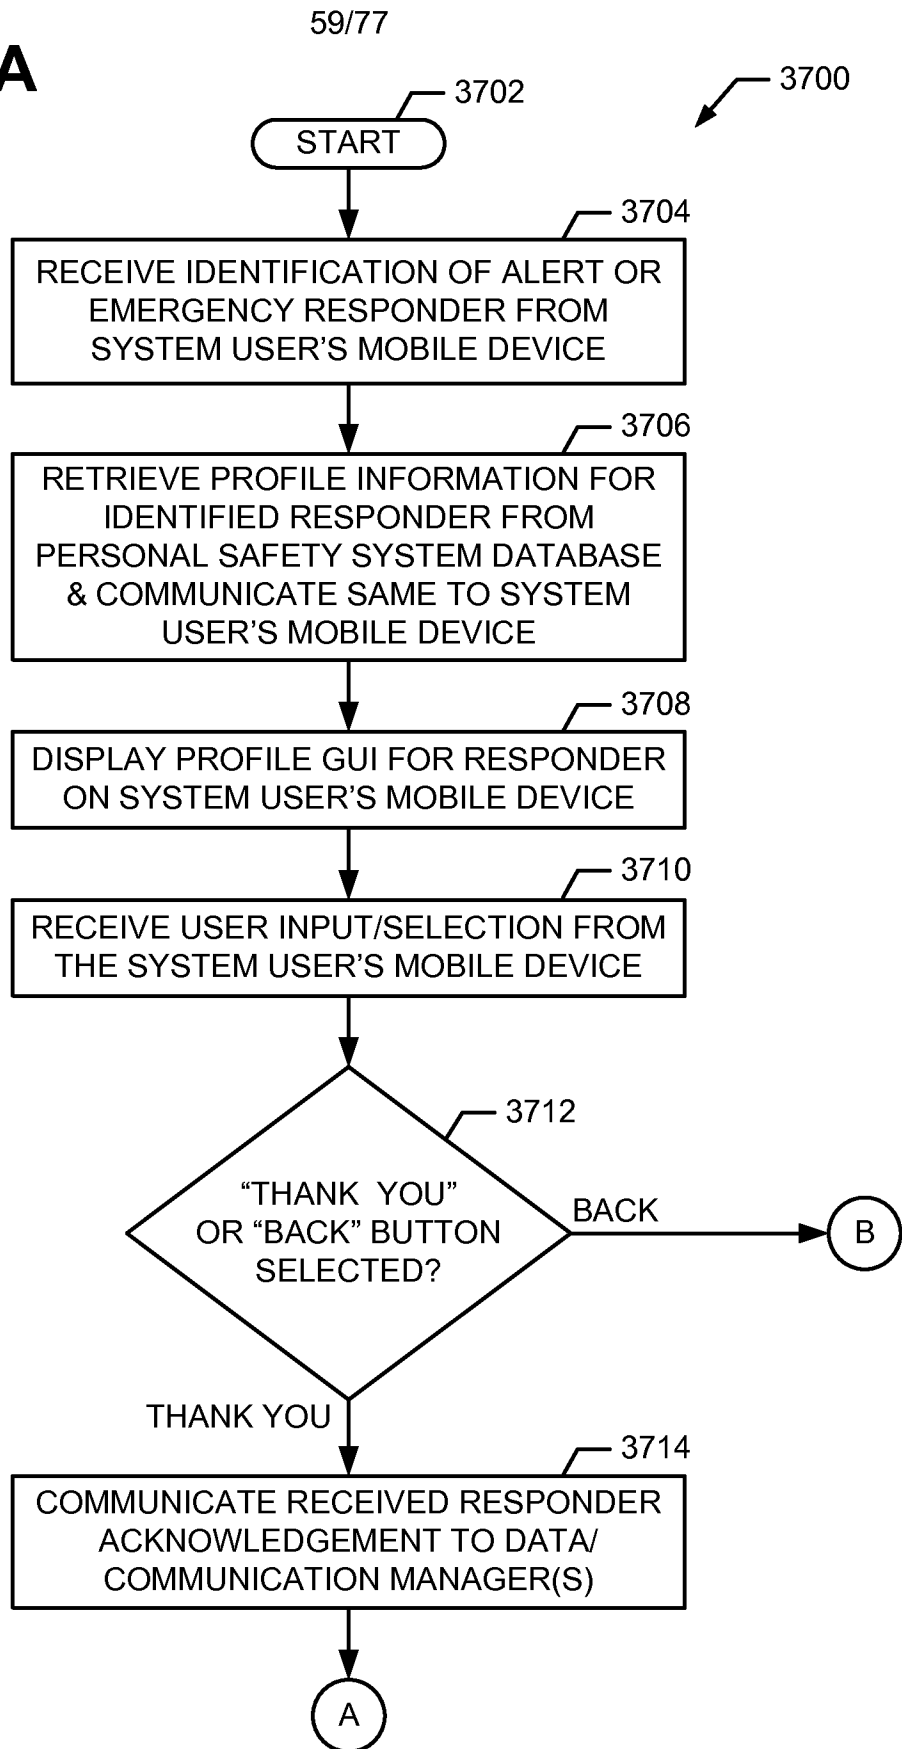 59/77
A
3700
3702
START
3704
RECEIVE IDENTIFICATION OF ALERT OR
EMERGENCY RESPONDER FROM
SYSTEM USER’S MOBILE DEVICE
3706
RETRIEVE PROFILE INFORMATION FOR
IDENTIFIED RESPONDER FROM
PERSONAL SAFETY SYSTEM DATABASE
& COMMUNICATE SAME TO SYSTEM
USER’S MOBILE DEVICE
3708
DISPLAY PROFILE GUI FOR RESPONDER
ON SYSTEM USER’S MOBILE DEVICE
3710
RECEIVE USER INPUT/SELECTION FROM
THE SYSTEM USER’S MOBILE DEVICE
3712
“THANK YOU”
OR “BACK” BUTTON
SELECTED?
BACK
B
THANK YOU
3714
COMMUNICATE RECEIVED RESPONDER
ACKNOWLEDGEMENT TO DATA/
COMMUNICATION MANAGER(S)
A